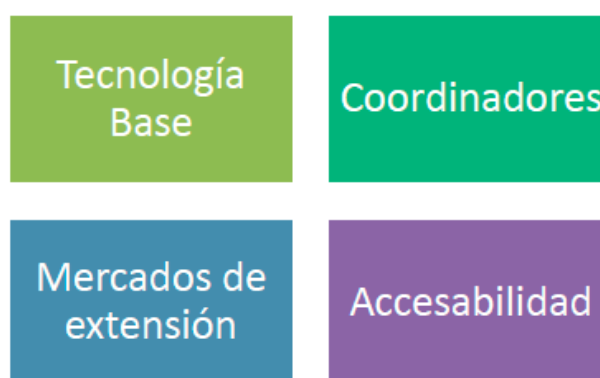 Tecnología
Base
Coordinadores
Mercados de
extensión
Accesabilidad